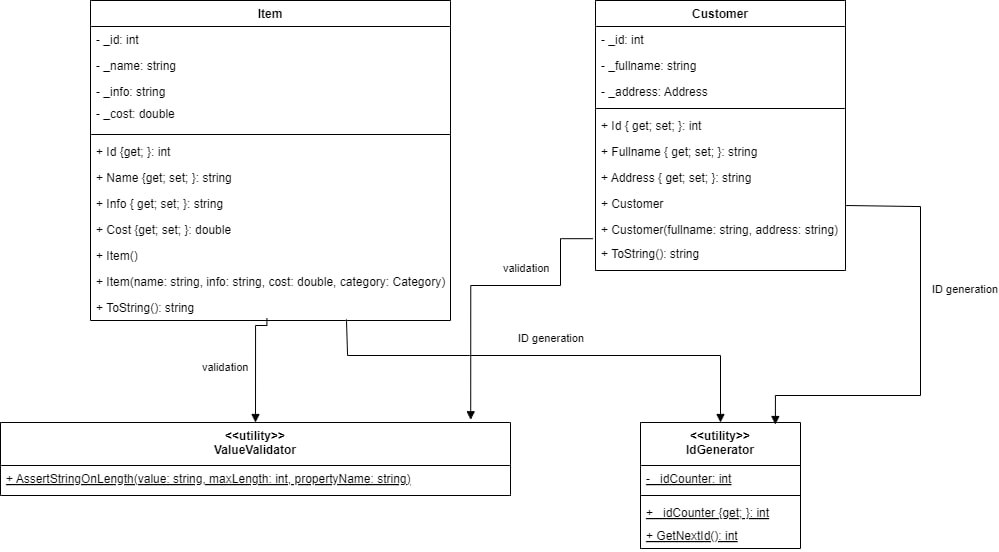 Item
- _id: int
- _name: string
- _info: string
- _cost: double
+ Id {get; }: int
+ Name {get; set; }: string
+ Info { get; set; }: string
+ Cost {get; set; }: double
+ Item()
+ Item(name: string, info: string, cost: double, category: Category)
+ ToString(): string
Customer
- _id: int
- _fullname: string
- _address: Address
+ Id { get; set; }: int
+ Fullname { get; set; }: string
+ Address { get; set; }: string
+ Customer
+ Customer(fullname: string, address: string)
+ ToString(): string
validation
ID generation
ID generation
validation
<<utility>>
ValueValidator
+ AssertStringOnLength(value: string, maxLength: int, propertyName: string)
<<utility>>
IdGenerator
- _idCounter: int
+ _idCounter {get; }: int
+ GetNextId(): int